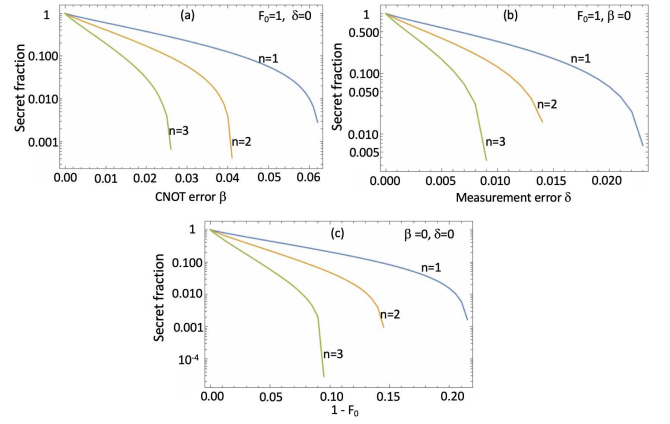 (a)
F₀=1, δ=0
1
0.100
0.010
0.001
Secret fraction
n=1
n=2
n=3
0.00 0.01 0.02 0.03 0.04 0.05 0.06
CNOT error β
(b)
F₀=1, β =0
1
0.500
0.100
0.050
0.010
0.005
Secret fraction
n=1
n=2
n=3
0.000 0.005 0.010 0.015 0.020
Measurement error δ
(c)
β =0, δ=0
1
0.100
0.010
0.001
10⁻⁴
Secret fraction
n=1
n=2
n=3
0.00 0.05 0.10 0.15 0.20
1 - F₀